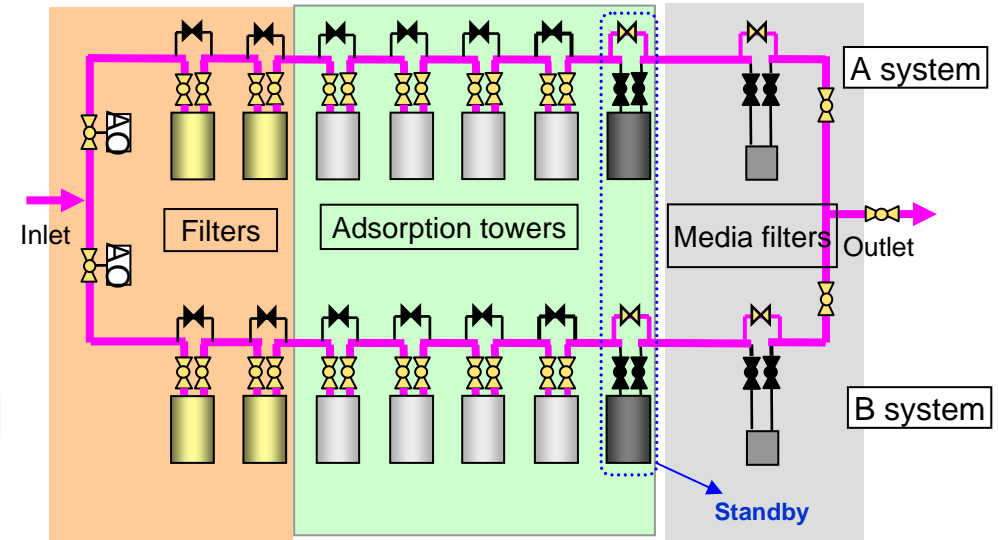 A system
AO
Inlet
Filters
Adsorption towers
Media filters
Outlet
AO
B system
Standby